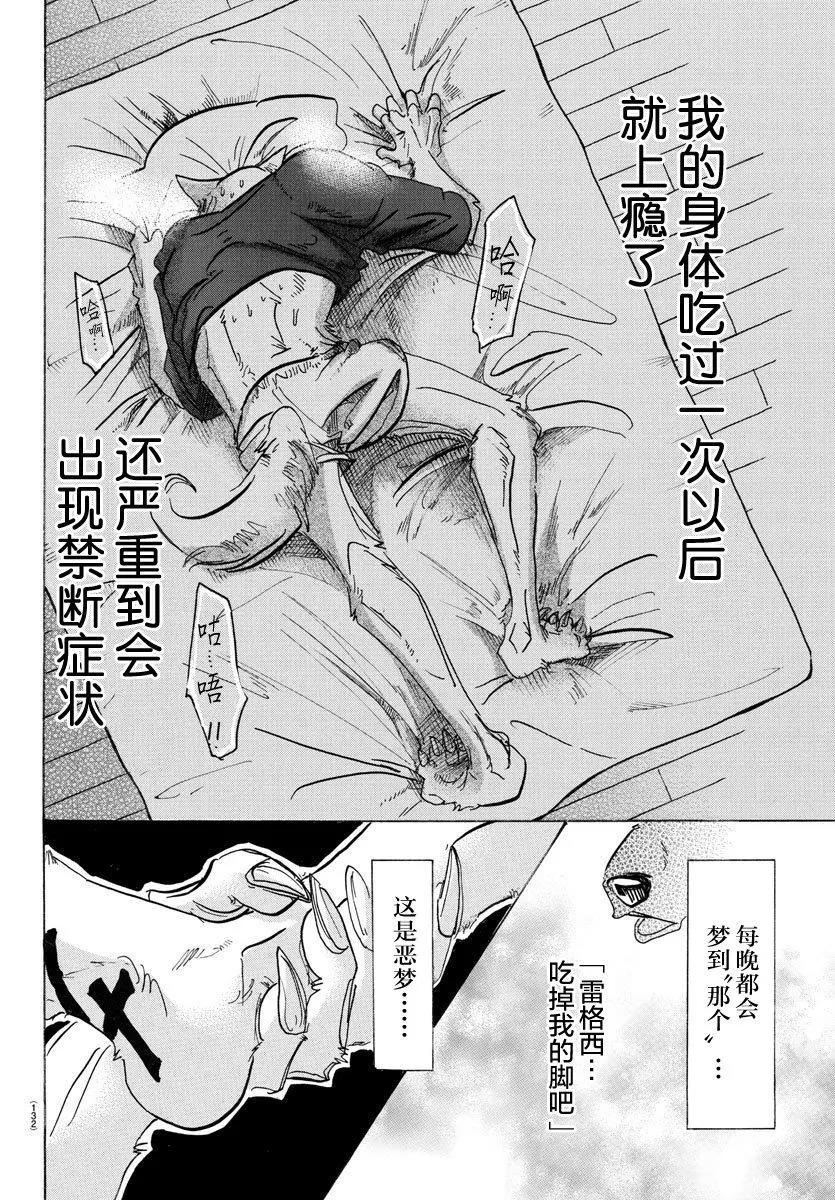 我的身体吃过一次以后
就上瘾了
哈啊…
哈啊…
还严重到会
出现禁断症状
咕……唔!!
每晚都会
梦到“那个”…
「雷格西…
吃掉我的脚吧」
这是恶梦……
(132)